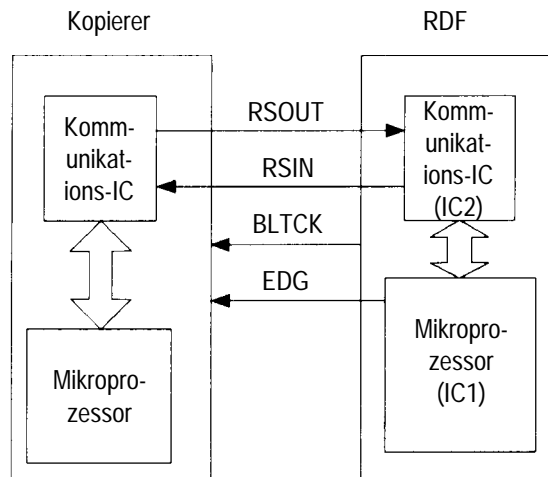 Kopierer
RDF
Komm-
unikat-
ions-IC
RSOUT
RSIN
BLTCK
EDG
Komm-
unikat-
ions-IC
(IC2)
Mikropro-
zessor
Mikropro-
zessor
(IC1)